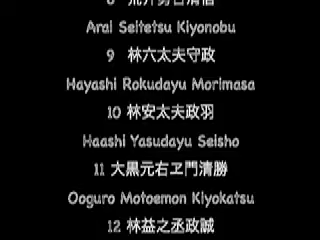 Arai Seitetsu Kiyonobu
9 林六太夫守政
Hayashi Rokudayu Morimasa
10 林安太夫政羽
Haashi Yasudayu Seisho
11 大黒元右ヱ門清勝
Ooguro Motoemon Kiyokatsu
12 林益之丞政誠